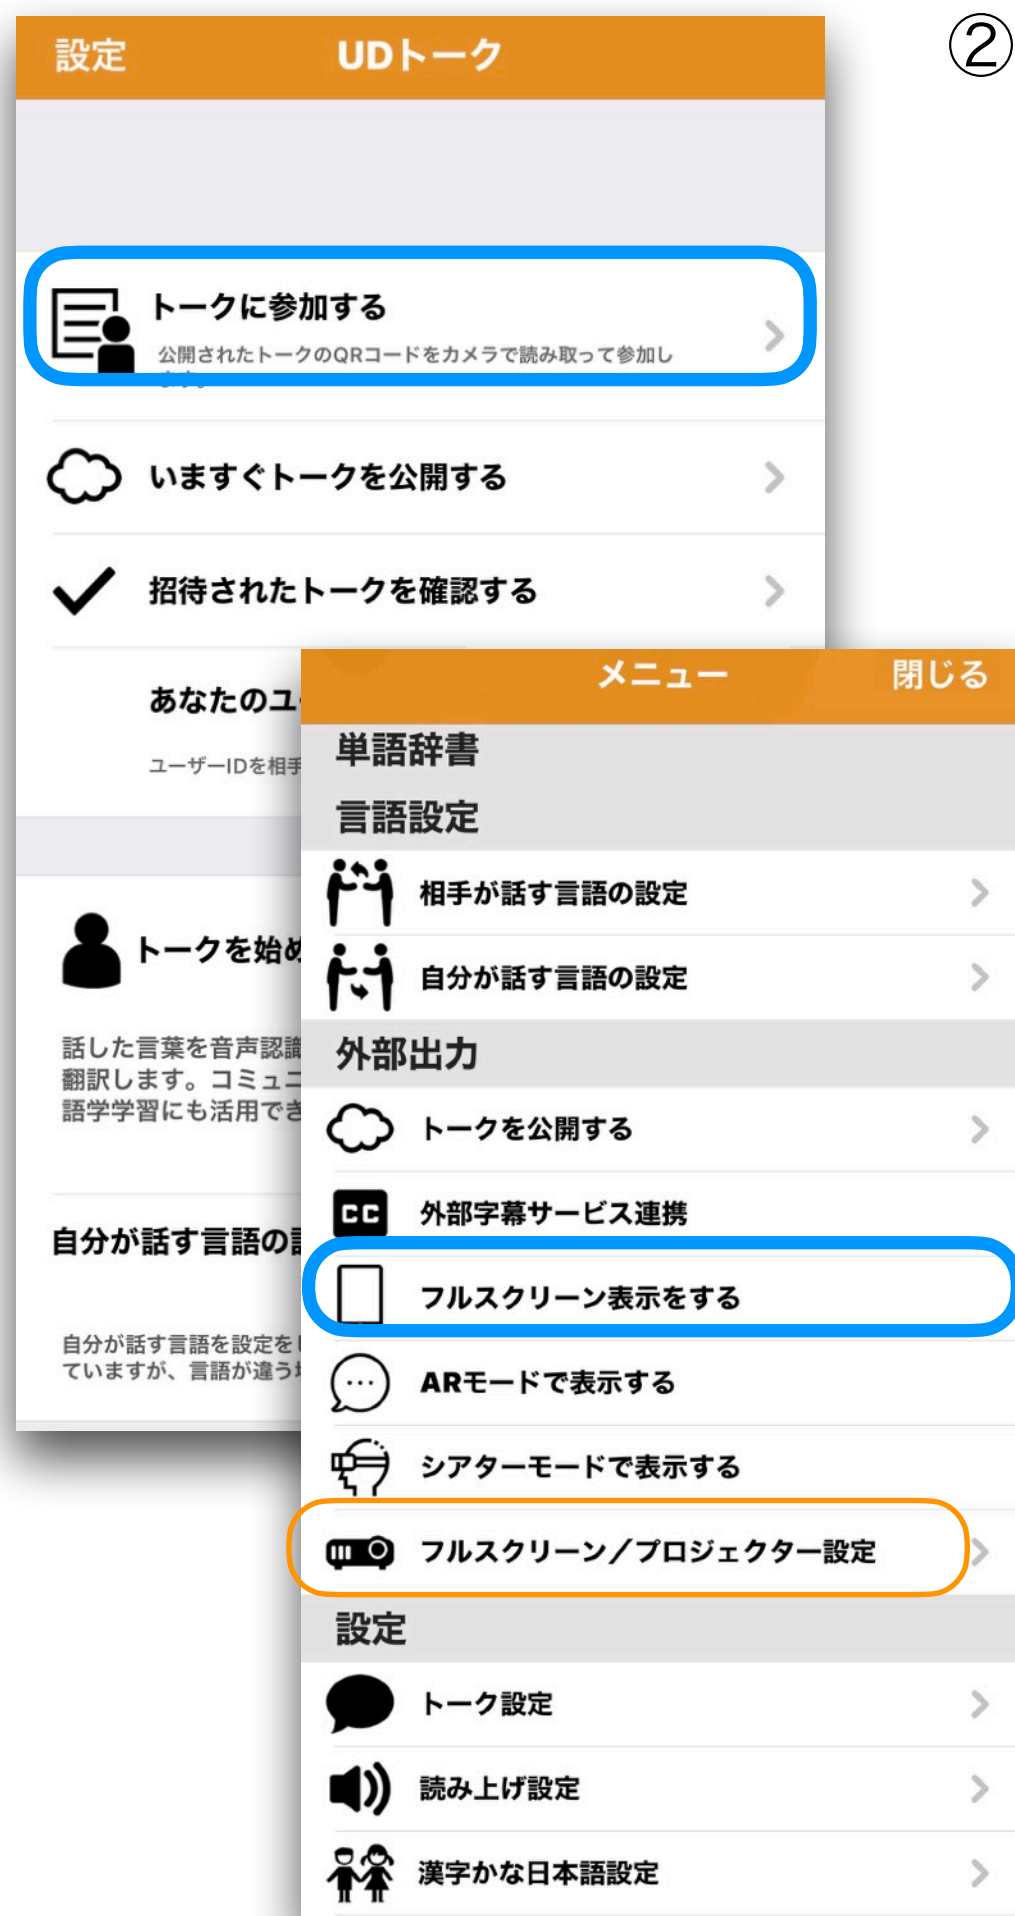 ②
設定
UDトーク
トークに参加する
公開されたトークのQRコードをカメラで読み取って参加し
ます。
いますぐトークを公開する
招待されたトークを確認する
あなたのユ
ユーザーIDを相手
トークを始め
話した言葉を音声認識
翻訳します。コミュニ
語学学習にも活用でき
自分が話す言語の
自分が話す言語を設定を
ていますが、言語が違う
メニュー
閉じる
単語辞書
言語設定
相手が話す言語の設定
自分が話す言語の設定
外部出力
トークを公開する
CC
外部字幕サービス連携
フルスクリーン表示をする
ARモードで表示する
シアターモードで表示する
フルスクリーン／プロジェクター設定
設定
トーク設定
読み上げ設定
漢字かな日本語設定